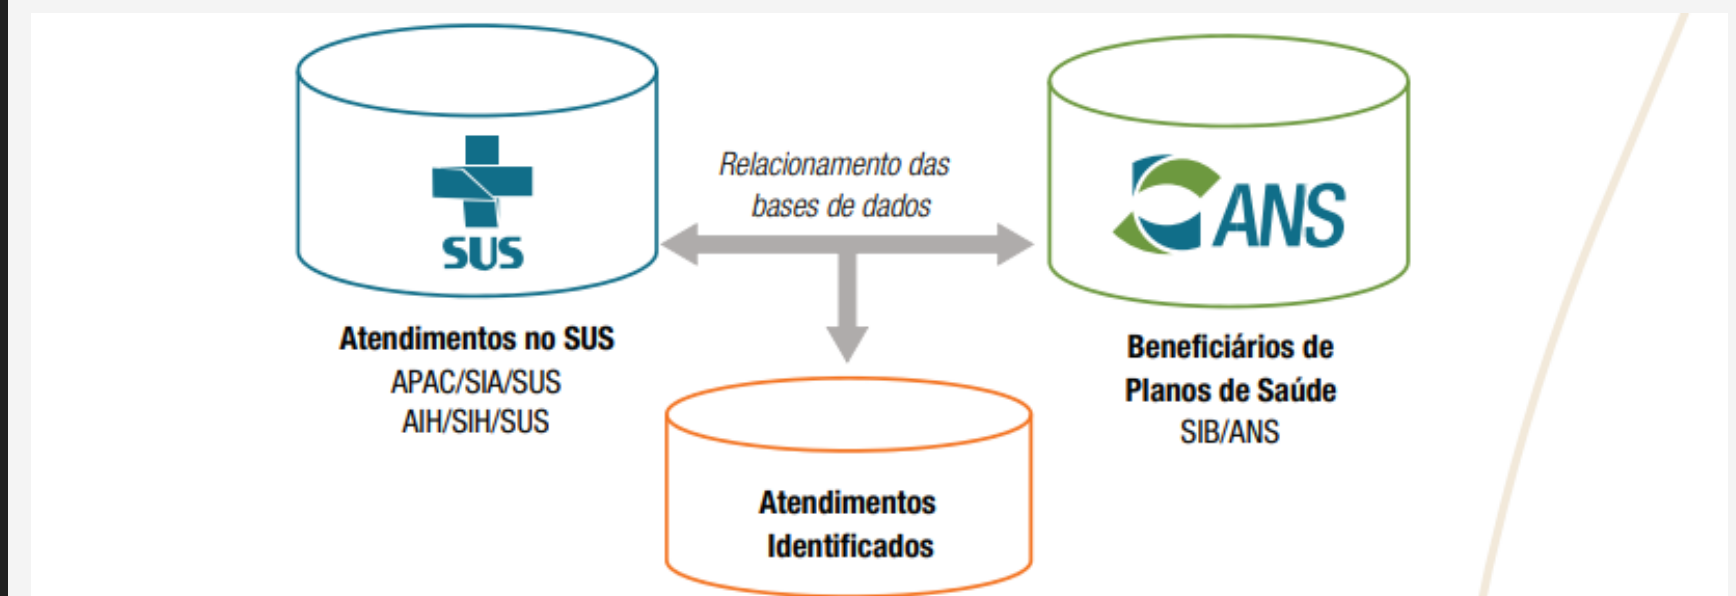 SUS
Relacionamento das
bases de dados
ANS
Atendimentos no SUS
APAC/SIA/SUS
AIH/SIH/SUS
Beneficiários de
Planos de Saúde
SIB/ANS
Atendimentos
Identificados